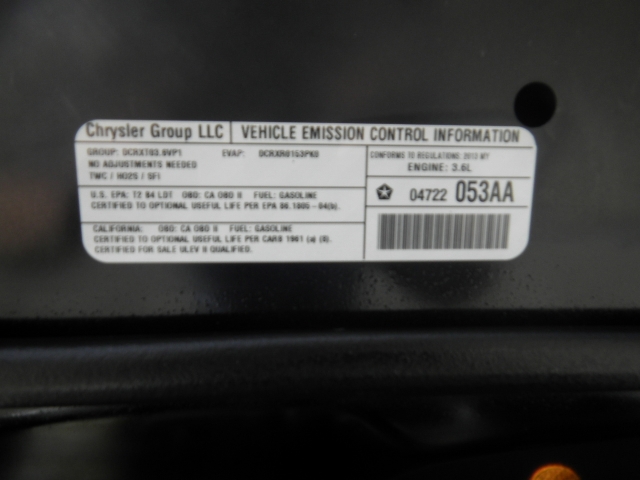 Chrysler Group LLC VEHICLE EMISSION CONTROL INFORMATION
GROUP: DCRXT03.6VP1 EVAP: DCRXR0153PK0
NO ADJUSTMENTS NEEDED
TWC / HO2S / SFI
CONFORMS TO REGULATIONS: 2013 MY
ENGINE: 3.6L
04722 053AA
U.S. EPA: T2 B4 LDT OBD: CA OBD II FUEL: GASOLINE
CERTIFIED TO OPTIONAL USEFUL LIFE PER EPA 86.1805-04(b).
CALIFORNIA: OBD: CA OBD II FUEL: GASOLINE
CERTIFIED TO OPTIONAL USEFUL LIFE PER CARB 1961 (a) (8).
CERTIFIED FOR SALE ULEV II QUALIFIED.